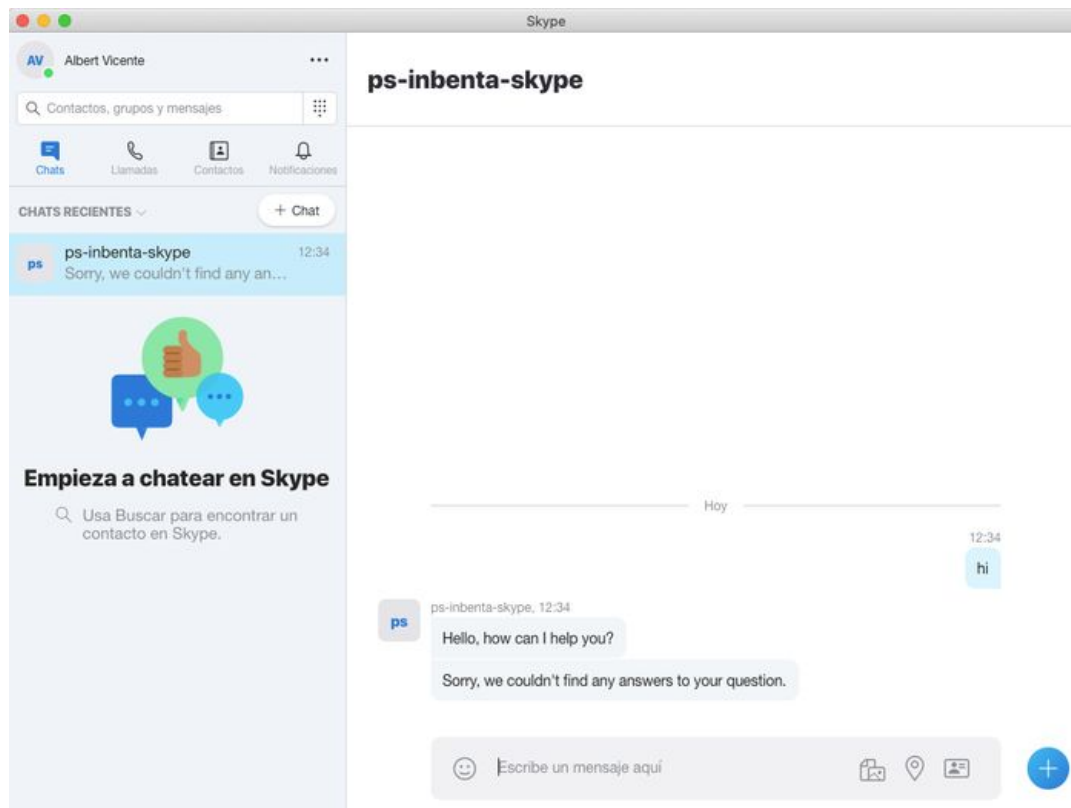 Skype
AV Albert Vicente
Contactos, grupos y mensajes
Chats Llamadas Contactos Notificaciones
CHATS RECIENTES
+ Chat
ps
ps-inbenta-skype 12:34
Sorry, we couldn't find any an...
Empieza a chatear en Skype
Usa Buscar para encontrar un
contacto en Skype.
ps-inbenta-skype
Hoy
12:34
hi
ps-inbenta-skype, 12:34
ps
Hello, how can I help you?
Sorry, we couldn't find any answers to your question.
Escribe un mensaje aquí